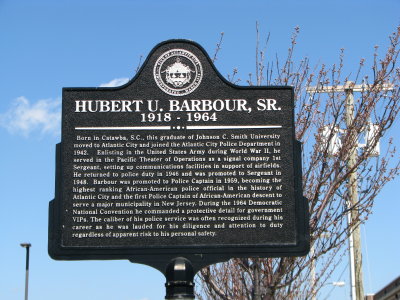 HUBERT U. BARBOUR, SR.
1918 - 1964
Born in Catawba, S.C., this graduate of Johnson C. Smith University
moved to Atlantic City and joined the Atlantic City Police Department in
1942. Enlisting in the United States Army during World War II, he
served in the Pacific Theater of Operations as a signal company 1st
Sergeant, setting up communications facilities in support of airfields.
He returned to police duty in 1946 and was promoted to Sergeant in
1948. Barbour was promoted to Police Captain in 1959, becoming the
highest ranking African-American police official in the history of
Atlantic City and the first Police Captain of African-American descent to
serve a major municipality in New Jersey. During the 1964 Democratic
National Convention he commanded a protective detail for government
VIPs. The caliber of his police service was often recognized during his
career as he was lauded for his diligence and attention to duty
regardless of apparent risk to his personal safety.